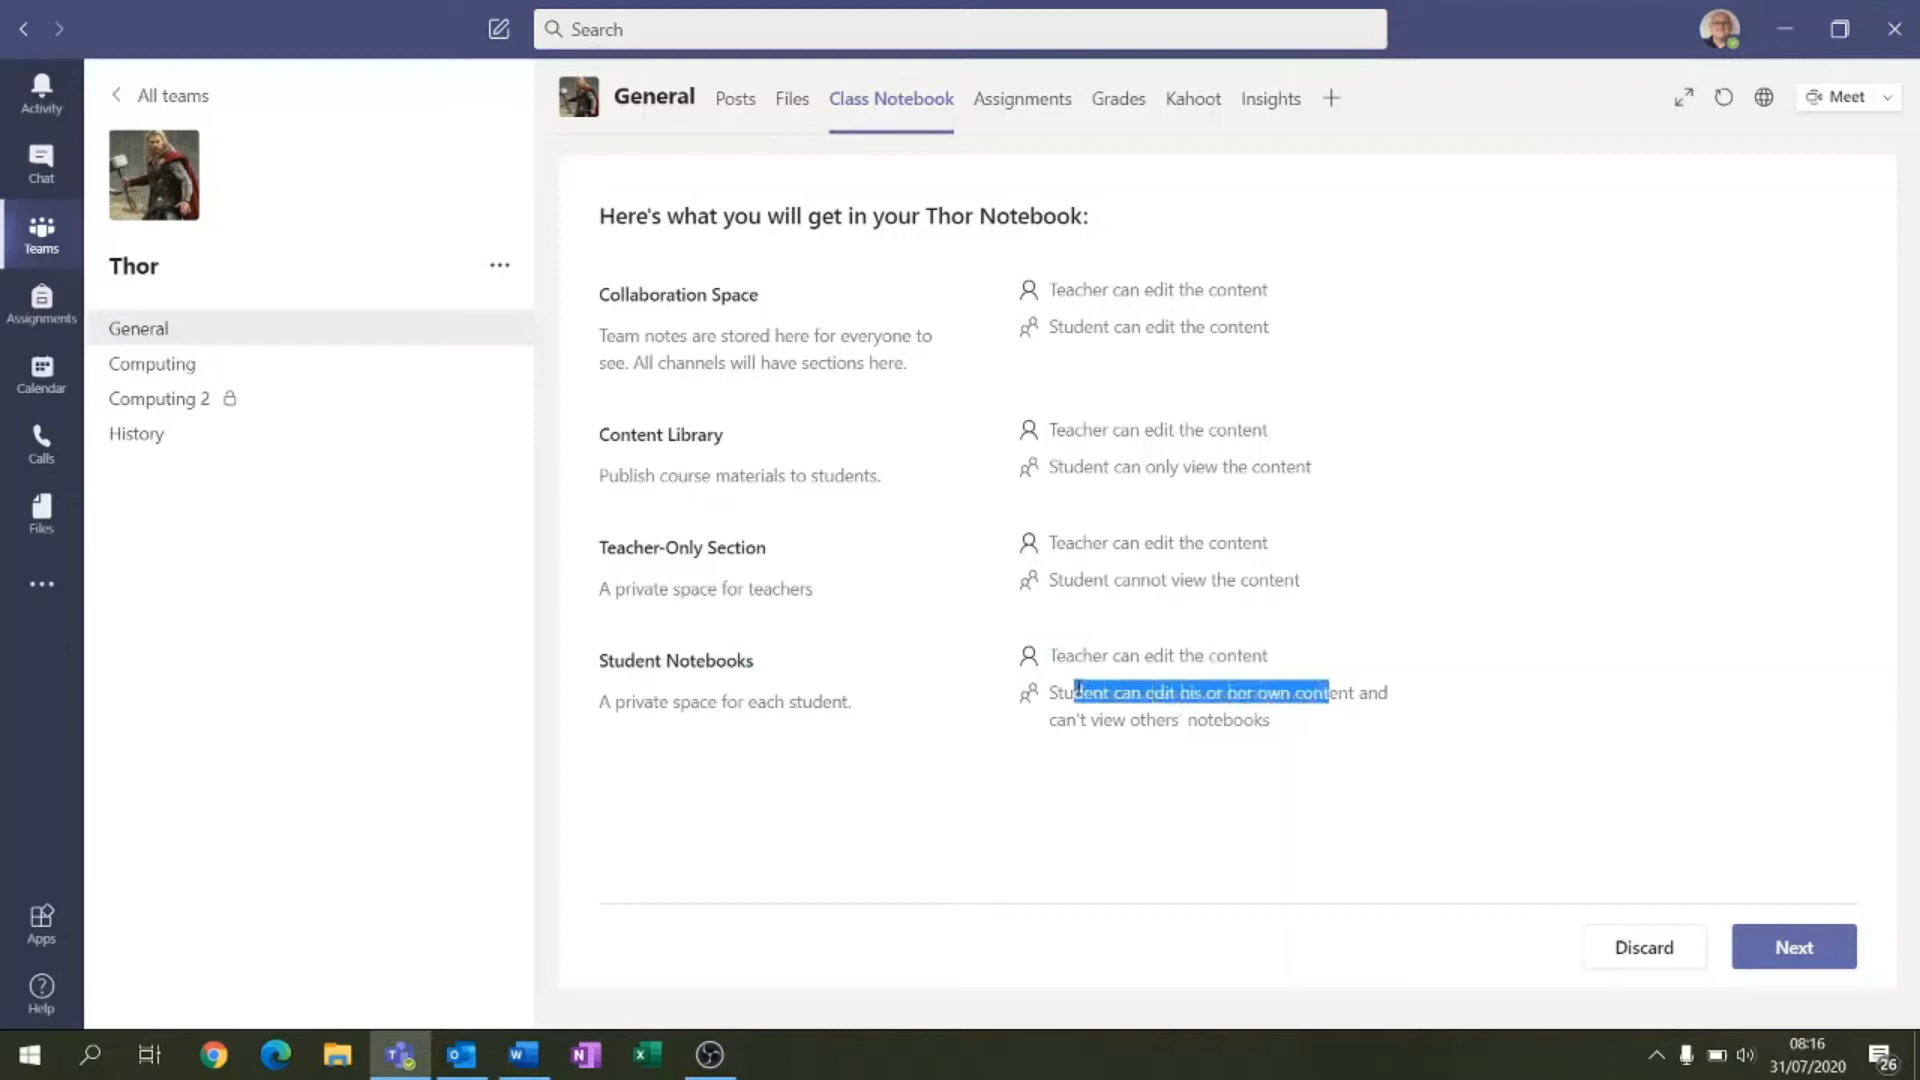 Search
Activity
Chat
Teams
Assignments
Calendar
Calls
Files
Apps
Help
All teams
Thor
General
Computing
Computing 2
History
General
Posts
Files
Class Notebook
Assignments
Grades
Kahoot
Insights
Meet
Here's what you will get in your Thor Notebook:
Collaboration Space
Team notes are stored here for everyone to
see. All channels will have sections here.
Teacher can edit the content
Student can edit the content
Content Library
Publish course materials to students.
Teacher can edit the content
Student can only view the content
Teacher-Only Section
A private space for teachers
Teacher can edit the content
Student cannot view the content
Student Notebooks
A private space for each student.
Teacher can edit the content
Student can edit his or her own content and
can't view others' notebooks
Discard
Next
08:16
31/07/2020
26